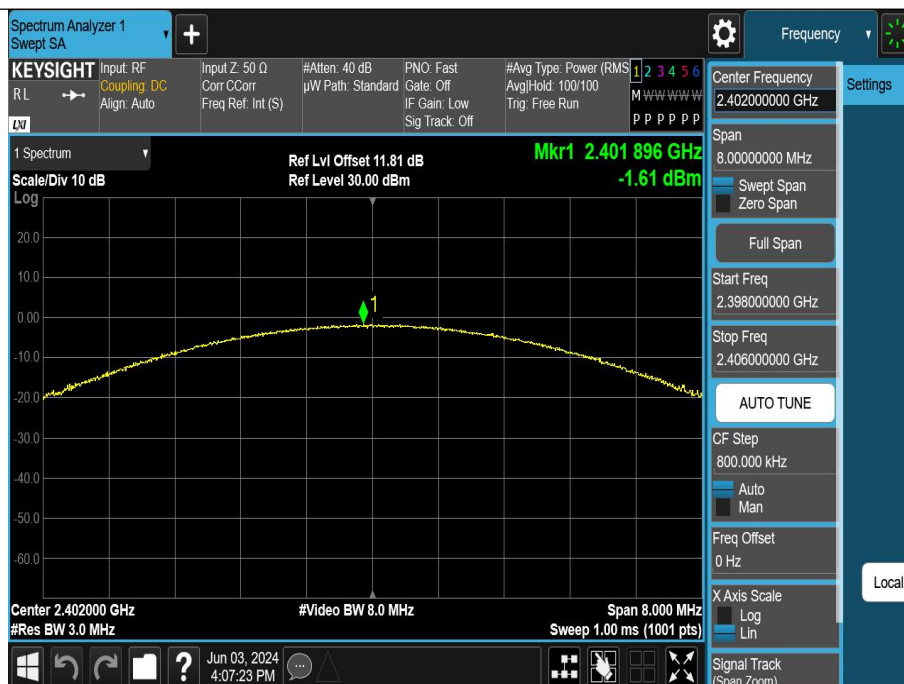 Spectrum Analyzer 1
Swept SA
Frequency
KEYSIGHT
RL
LXI
Input: RF
Coupling: DC
Align: Auto
Input Z: 50 Ω
Corr CCorr
Freq Ref: Int (S)
#Atten: 40 dB
µW Path: Standard
PNO: Fast
Gate: Off
IF Gain: Low
Sig Track: Off
#Avg Type: Power (RMS
Avg|Hold: 100/100
Trig: Free Run
1 2 3 4 5 6
M W W W W W
P P P P P P
1 Spectrum
Scale/Div 10 dB
Log
Ref Lvl Offset 11.81 dB
Ref Level 30.00 dBm
Mkr1 2.401 896 GHz
-1.61 dBm
20.0
10.0
0.00
-10.0
-20.0
-30.0
-40.0
-50.0
-60.0
1
Center 2.402000 GHz
#Res BW 3.0 MHz
#Video BW 8.0 MHz
Span 8.000 MHz
Sweep 1.00 ms (1001 pts)
Center Frequency
2.402000000 GHz
Settings
Span
8.00000000 MHz
Swept Span
Zero Span
Full Span
Start Freq
2.398000000 GHz
Stop Freq
2.406000000 GHz
AUTO TUNE
CF Step
800.000 kHz
Auto
Man
Freq Offset
0 Hz
Local
X Axis Scale
Log
Lin
Signal Track
(Span Zoom)
?
Jun 03, 2024
4:07:23 PM